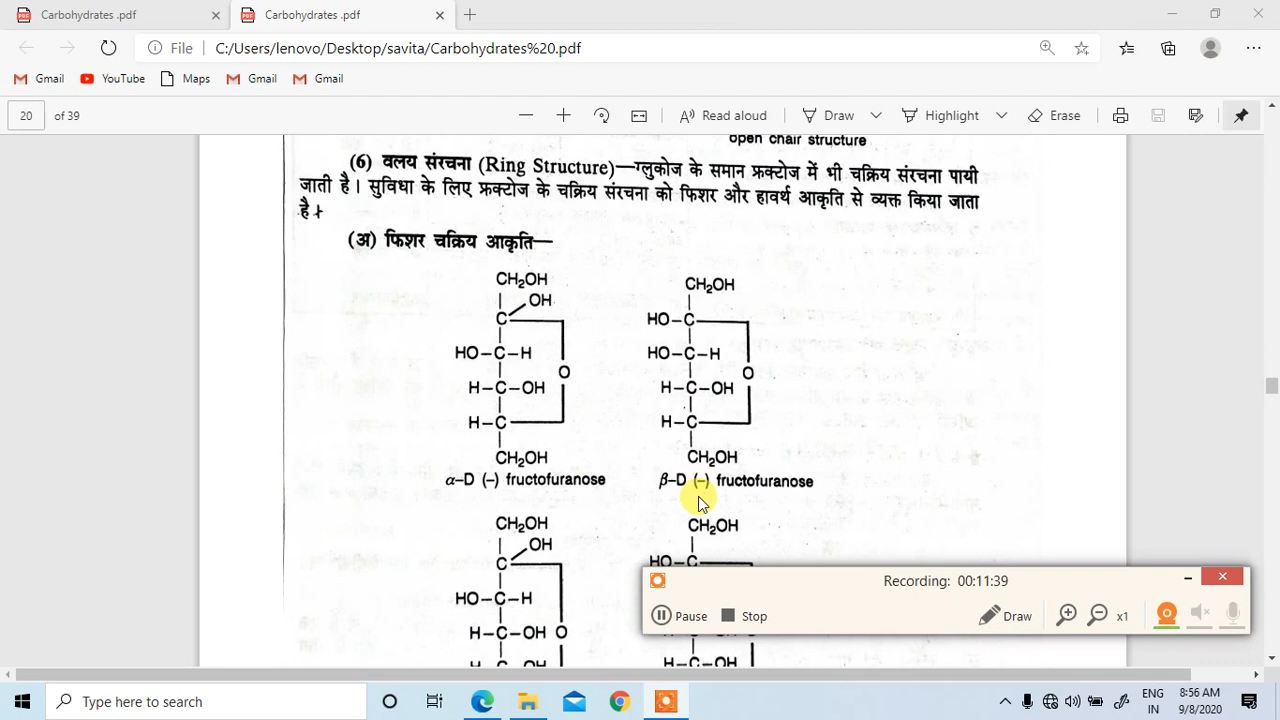 Carbohydrates .pdf
Carbohydrates .pdf
File
C:/Users/lenovo/Desktop/savita/Carbohydrates%20.pdf
Gmail
YouTube
Maps
Gmail
Gmail
20 of 39
Read aloud
Draw
Highlight
Erase
open chair structure
(6) वलय संरचना (Ring Structure)—ग्लुकोज के समान फ्रक्टोज में भी चक्रिय संरचना पायी
जाती है। सुविधा के लिए फ्रक्टोज के चक्रिय संरचना को फिशर और हावर्थ आकृति से व्यक्त किया जाता
है।
(अ) फिशर चक्रिय आकृति—
CH₂OH
OH
C
HO–C–H
O
H–C–OH
H–C
CH₂OH
α–D (–) fructofuranose
CH₂OH
HO–C
HO–C–H
O
H–C–OH
H–C
CH₂OH
β–D (–) fructofuranose
CH₂OH
OH
C
HO–C–H
H–C–OH O
H–C–OH
CH₂OH
HO–C
H–C–OH
Recording: 00:11:39
Pause
Stop
Draw
x1
Type here to search
ENG
IN
8:56 AM
9/8/2020